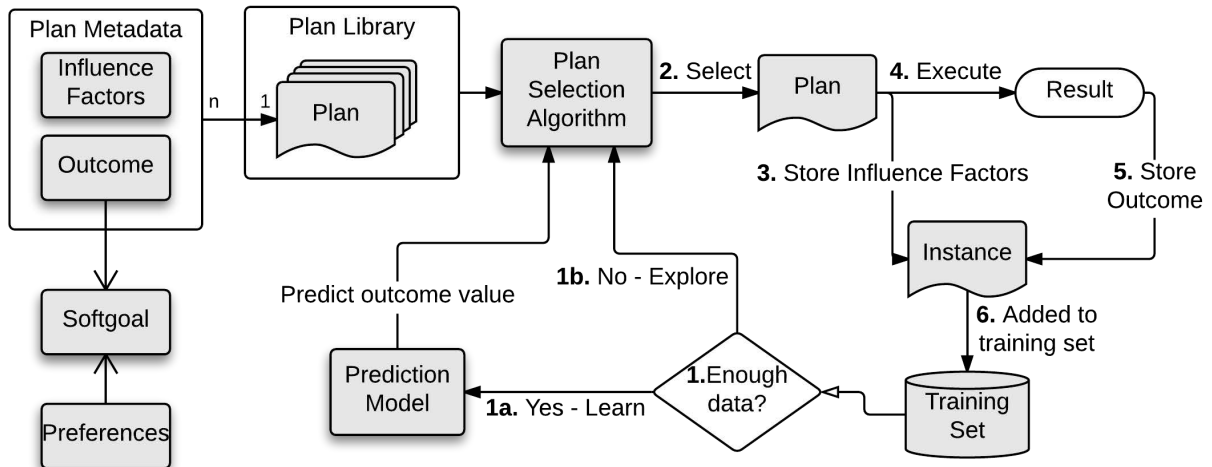 Plan Metadata
Influence
Factors
Outcome
n
1
Plan Library
Plan
Plan
Selection
Algorithm
2. Select
Plan
4. Execute
Result
3. Store Influence Factors
5. Store
Outcome
Instance
6. Added to
training set
Training
Set
1.Enough
data?
1b. No - Explore
1a. Yes - Learn
Predict outcome value
Prediction
Model
Softgoal
Preferences